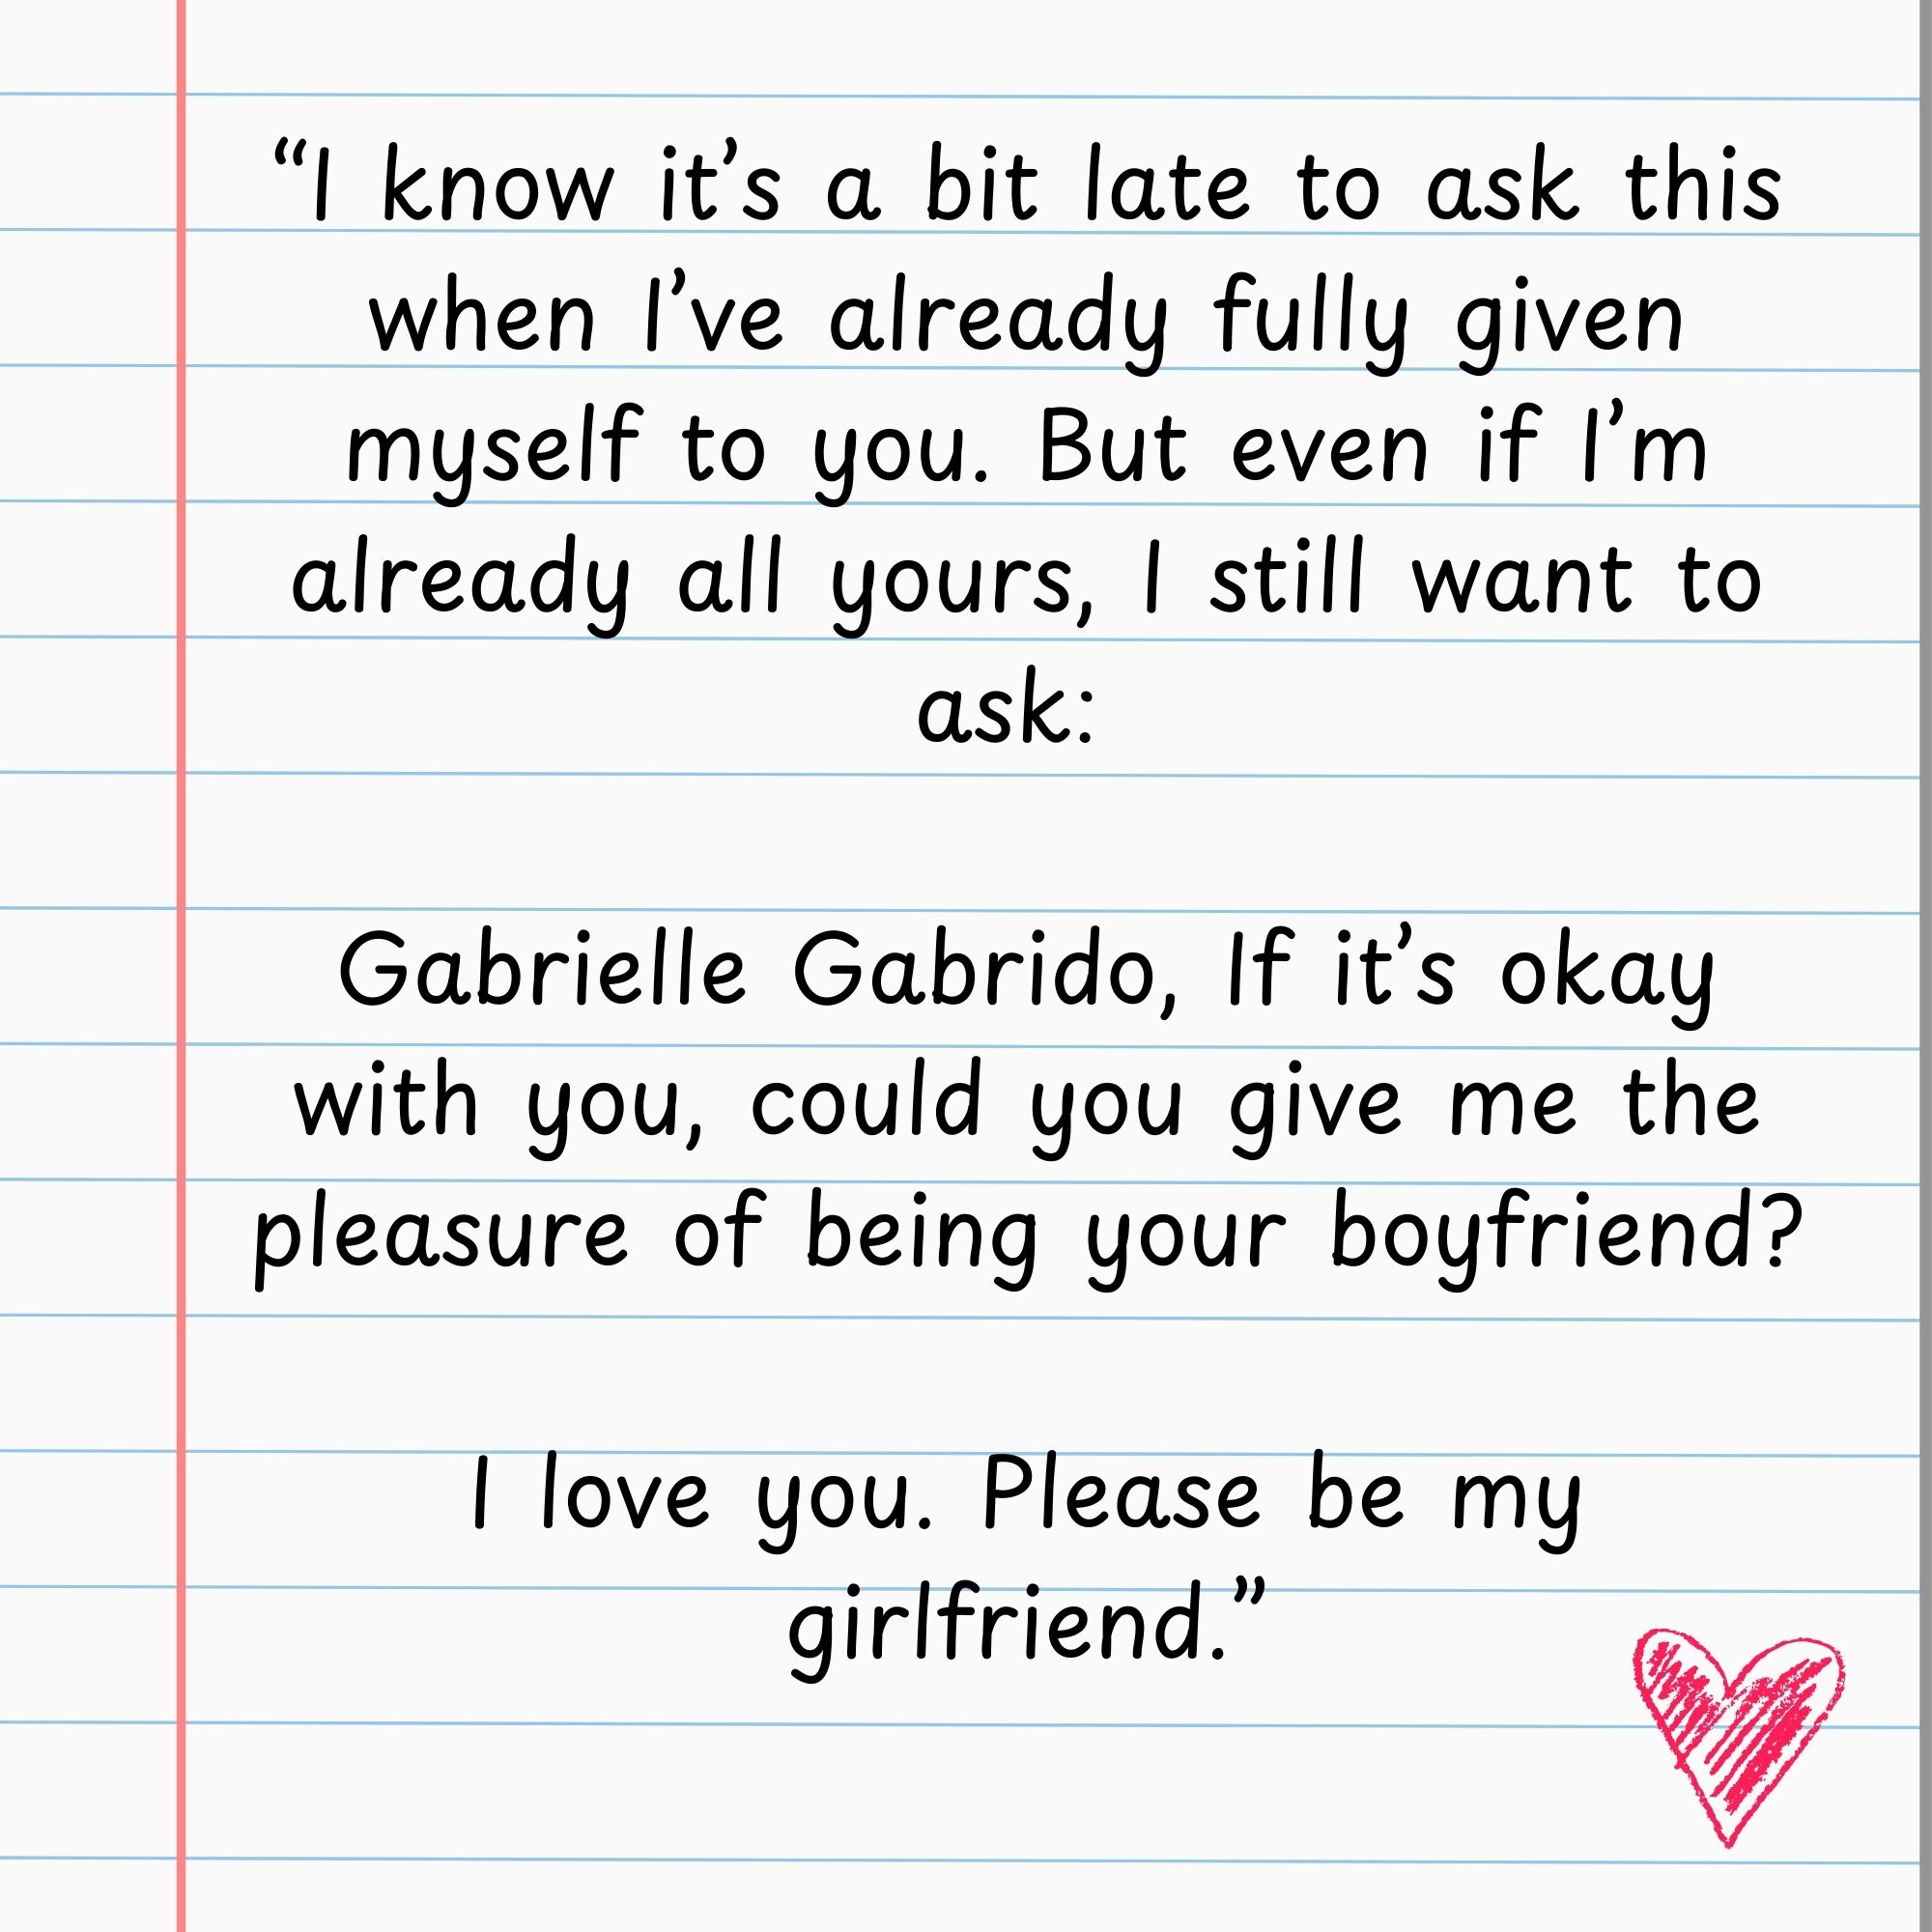 “I know it’s a bit late to ask this
when I’ve already fully given
myself to you. But even if I’m
already all yours, I still want to
ask:
Gabrielle Gabrido, If it’s okay
with you, could you give me the
pleasure of being your boyfriend?
I love you. Please be my
girlfriend.”